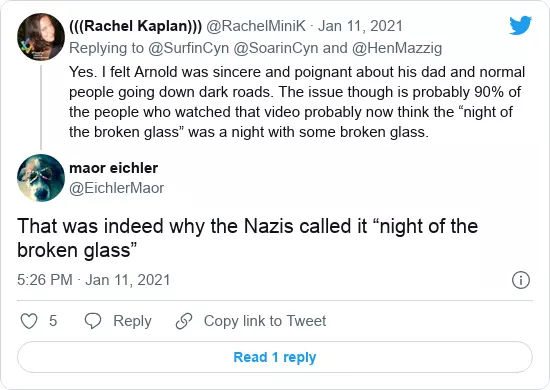 (((Rachel Kaplan))) @RachelMiniK · Jan 11, 2021
Replying to @SurfinCyn @SoarinCyn and @HenMazzig
Yes. I felt Arnold was sincere and poignant about his dad and normal
people going down dark roads. The issue though is probably 90% of
the people who watched that video probably now think the “night of
the broken glass” was a night with some broken glass.
maor eichler
@EichlerMaor
That was indeed why the Nazis called it “night of the
broken glass”
5:26 PM · Jan 11, 2021
5 Reply Copy link to Tweet
Read 1 reply